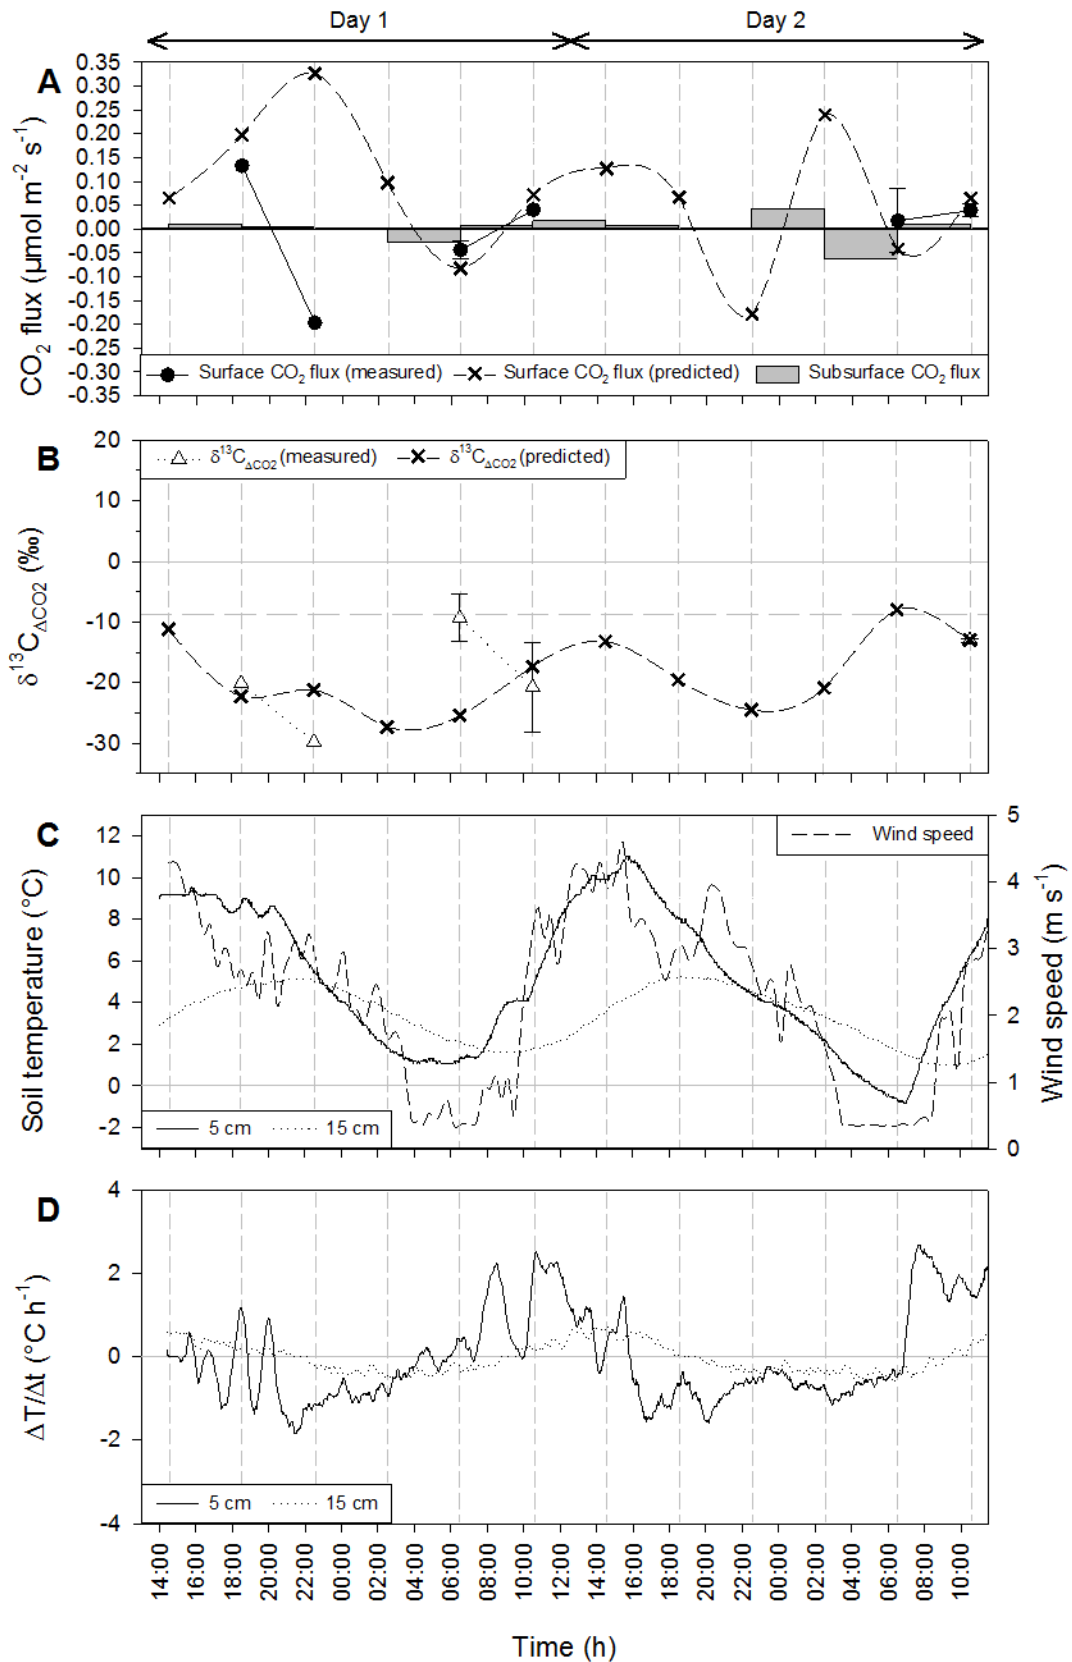 Day 1
Day 2
A
CO2 flux (μmol m-2 s-1)
0.35
0.30
0.25
0.20
0.15
0.10
0.05
0.00
-0.05
-0.10
-0.15
-0.20
-0.25
-0.30
-0.35
Surface CO2 flux (measured)
Surface CO2 flux (predicted)
Subsurface CO2 flux
B
δ13CΔCO2 (‰)
20
10
0
-10
-20
-30
δ13CΔCO2 (measured)
δ13CΔCO2 (predicted)
C
Soil temperature (°C)
12
10
8
6
4
2
0
-2
Wind speed
5 cm
15 cm
5
4
3
2
1
0
Wind speed (m s-1)
D
ΔT/Δt (°C h-1)
4
2
0
-2
-4
5 cm
15 cm
14:00
16:00
18:00
20:00
22:00
00:00
02:00
04:00
06:00
08:00
10:00
12:00
14:00
16:00
18:00
20:00
22:00
00:00
02:00
04:00
06:00
08:00
10:00
Time (h)